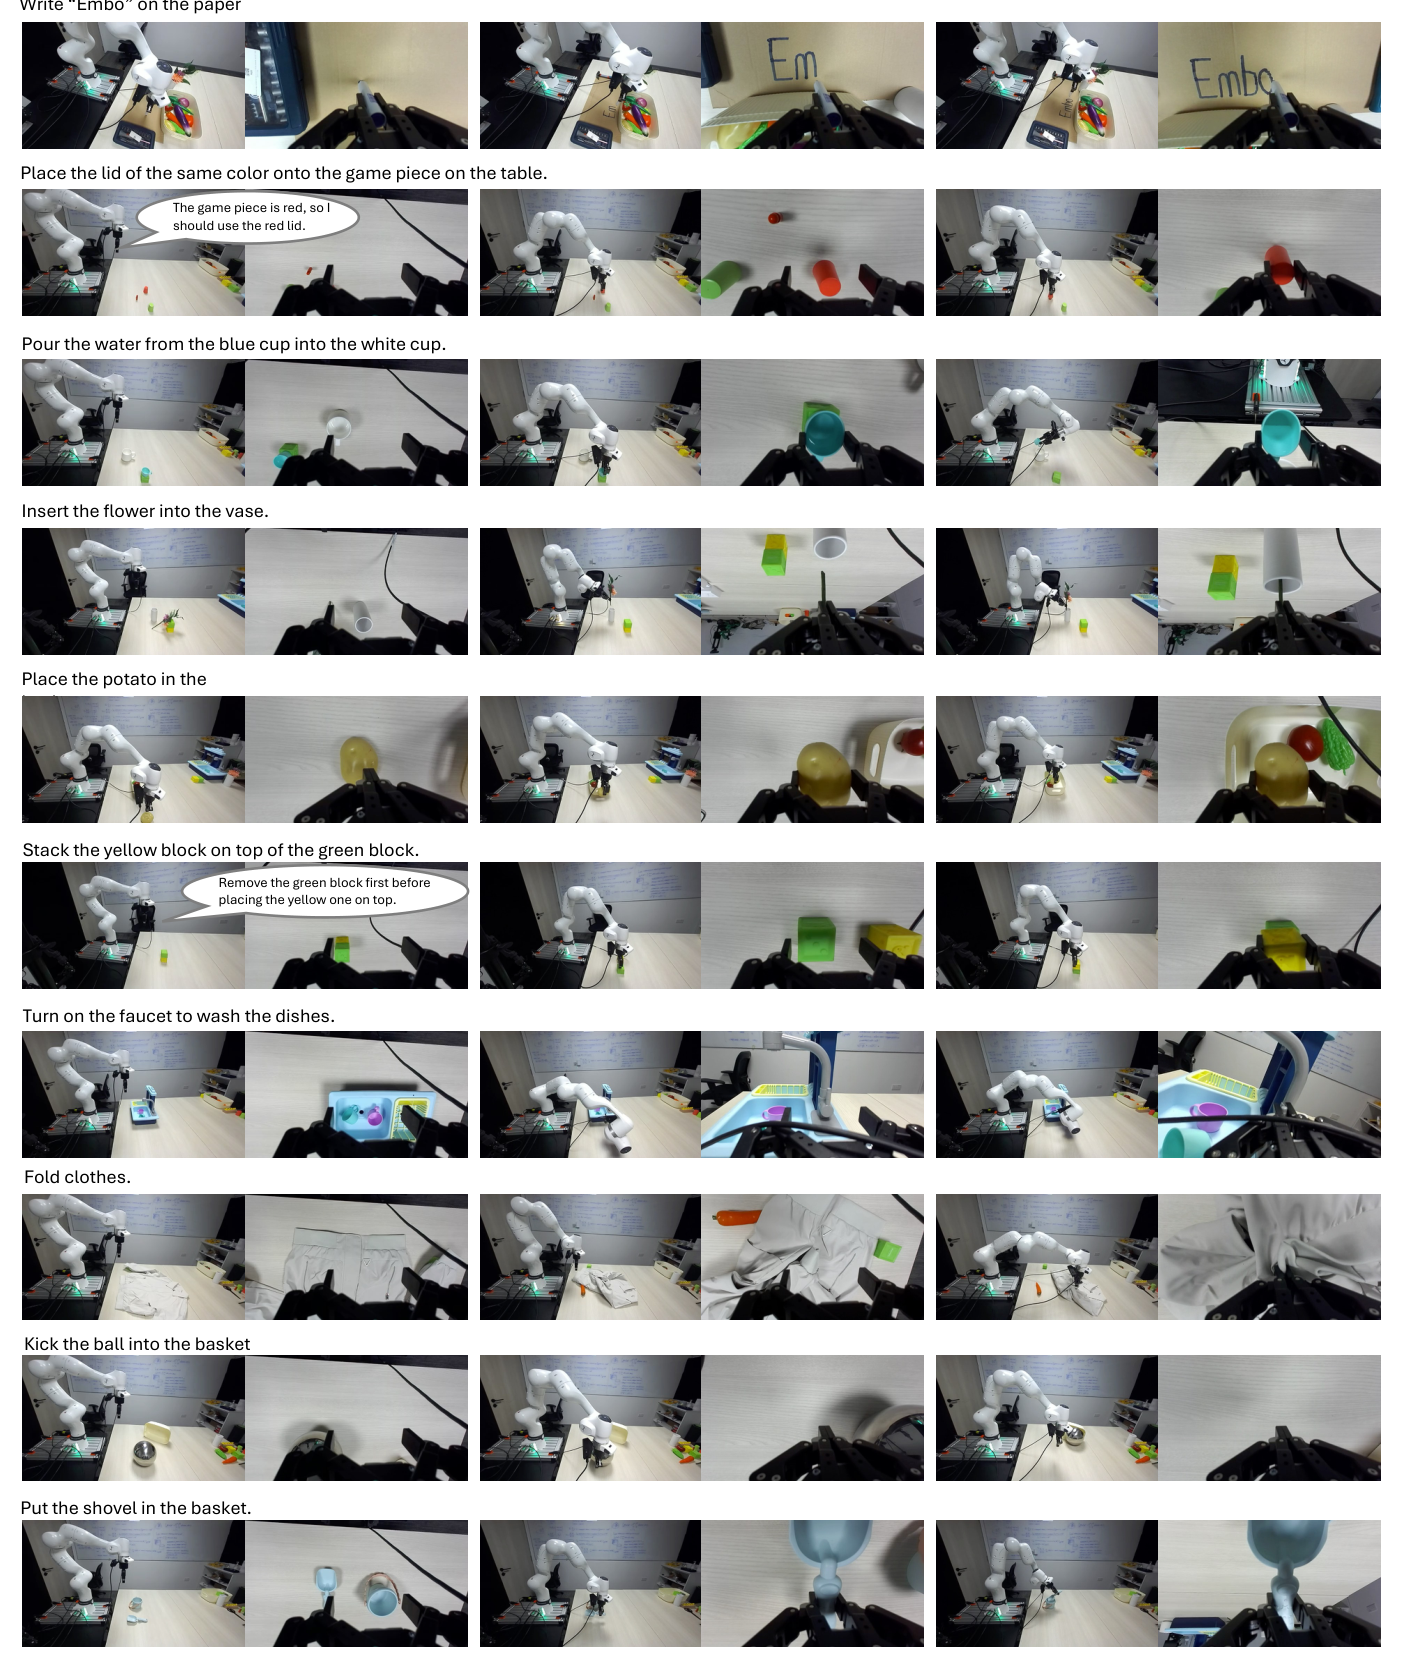 Write “Embo” on the paper
Em
Embo
Place the lid of the same color onto the game piece on the table.
The game piece is red, so I
should use the red lid.
Pour the water from the blue cup into the white cup.
Insert the flower into the vase.
Place the potato in the
Stack the yellow block on top of the green block.
Remove the green block first before
placing the yellow one on top.
Turn on the faucet to wash the dishes.
Fold clothes.
Kick the ball into the basket
Put the shovel in the basket.